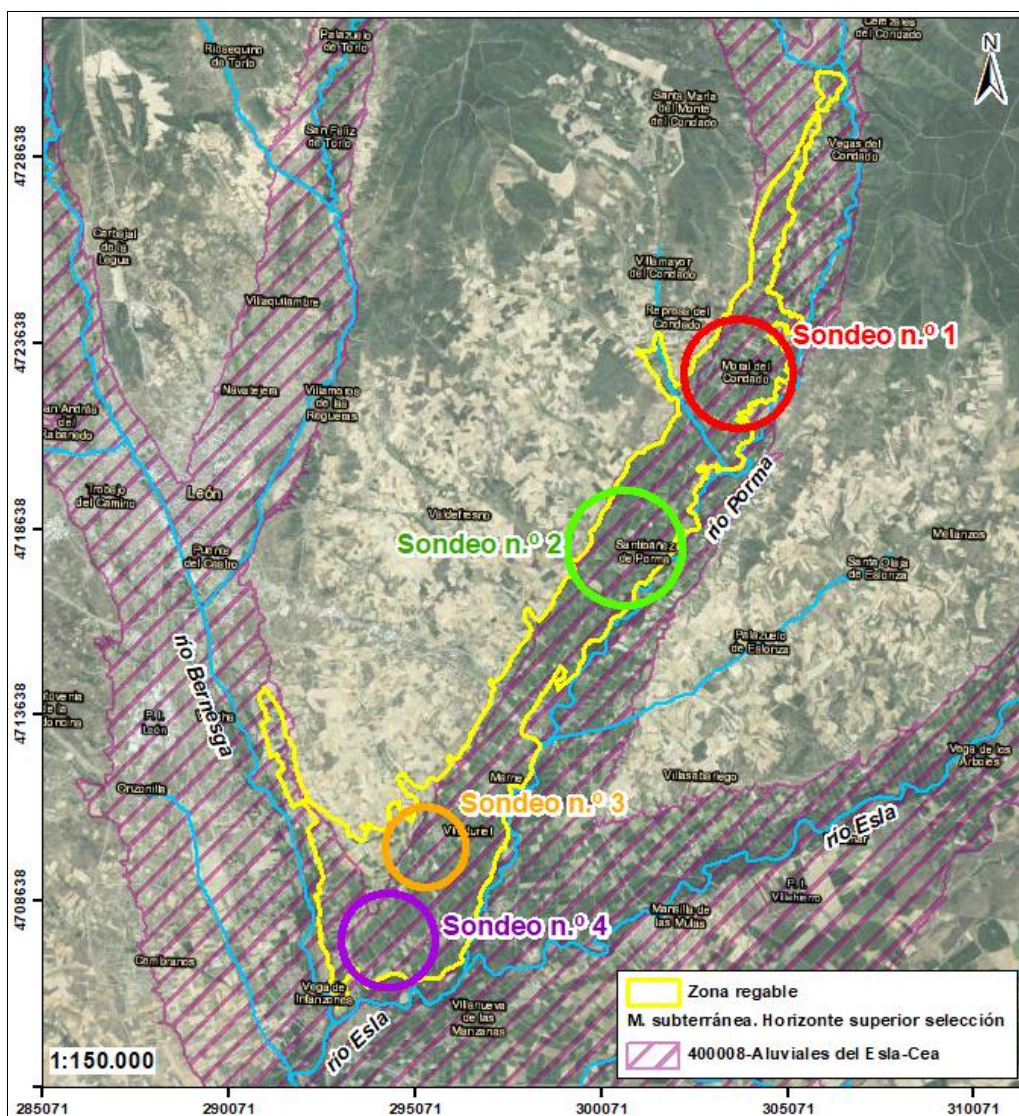 Palazuelo
de Torío
Riosequino
de Torío
Cerezales
del Condado
N
Santa María
del Monte
del Condado
San Feliz
de Torío
Vegas del
Condado
4728638
Carbajal
de la
Legua
Villamayor
del Condado
Villaquilambre
Represa del
Condado
Sondeo n.º 1
4723638
Moral del
Condado
Navatejera
Villamoros
de las
Regueras
San Andrés
del
Rabanedo
Trobajo
del Camino
León
río Porma
Valdefresno
Mellanzos
4718638
Sondeo n.º 2
Santibáñez
de Porma
Puente
del Castro
Santa Olaja
de Eslonza
Palazuelo
de Eslonza
río Bernesga
4713638
P. I.
León
Vega de los
Árboles
Marne
Villasabariego
Onzonilla
Sondeo n.º 3
río Esla
P. I.
Villahierro
4708638
Mansilla de
las Mulas
Sondeo n.º 4
Cembranos
Vega de
Infanzones
Villanueva
de las
Manzanas
río Esla
Zona regable
M. subterránea. Horizonte superior selección
400008-Aluviales del Esla-Cea
1:150.000
285071
290071
295071
300071
305071
310071